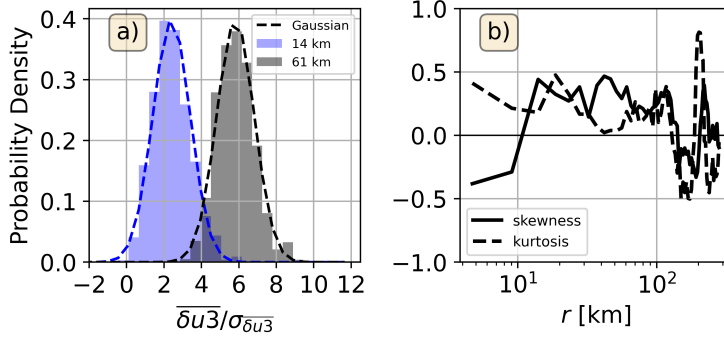 a)
Gaussian
14 km
61 km
Probability Density
0.4
0.3
0.2
0.1
0.0
−2 0 2 4 6 8 10 12
δu3/σδu3
b)
1.0
0.5
0.0
−0.5
−1.0
skewness
kurtosis
10¹ 10²
r [km]